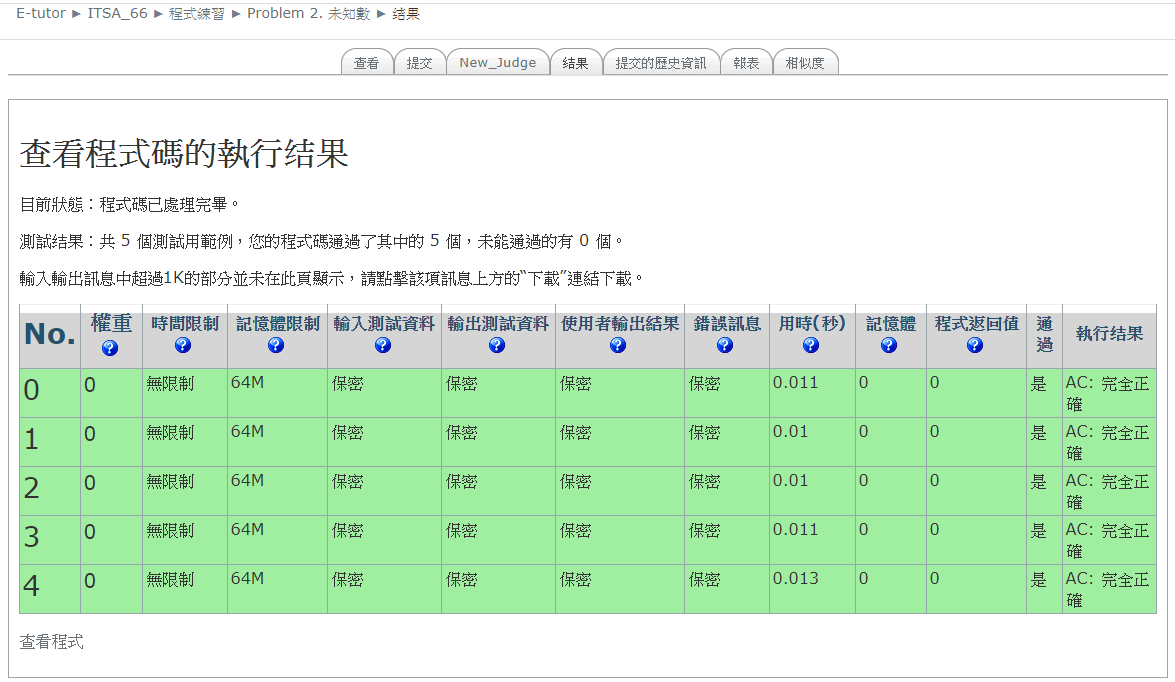 E-tutor ► ITSA_66 ► 程式練習 ► Problem 2. 未知數 ► 结果
查看 提交 New_Judge 结果 提交的歷史資訊 報表 相似度
查看程式碼的執行结果
目前狀態：程式碼已處理完畢。
測試结果：共 5 個測試用範例，您的程式碼通過了其中的 5 個，未能通過的有 0 個。
輸入輸出訊息中超過1K的部分並未在此頁顯示，請點擊該項訊息上方的“下載”連结下載。
No. 權重 時間限制 記憶體限制 輸入測試資料 輸出測試資料 使用者輸出结果 錯誤訊息 用時(秒) 記憶體 程式返回值 通過 執行结果
0 0 無限制 64M 保密 保密 保密 保密 0.011 0 0 是 AC: 完全正確
1 0 無限制 64M 保密 保密 保密 保密 0.01 0 0 是 AC: 完全正確
2 0 無限制 64M 保密 保密 保密 保密 0.01 0 0 是 AC: 完全正確
3 0 無限制 64M 保密 保密 保密 保密 0.011 0 0 是 AC: 完全正確
4 0 無限制 64M 保密 保密 保密 保密 0.013 0 0 是 AC: 完全正確
查看程式